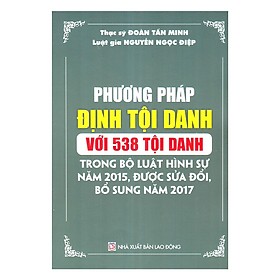 Thạc sỹ ĐOÀN TẤN MINH
Luật gia NGUYỄN NGỌC ĐIỆP
PHƯƠNG PHÁP
ĐỊNH TỘI DANH
VỚI 538 TỘI DANH
TRONG BỘ LUẬT HÌNH SỰ
NĂM 2015, ĐƯỢC SỬA ĐỔI,
BỔ SUNG NĂM 2017
NHÀ XUẤT BẢN LAO ĐỘNG